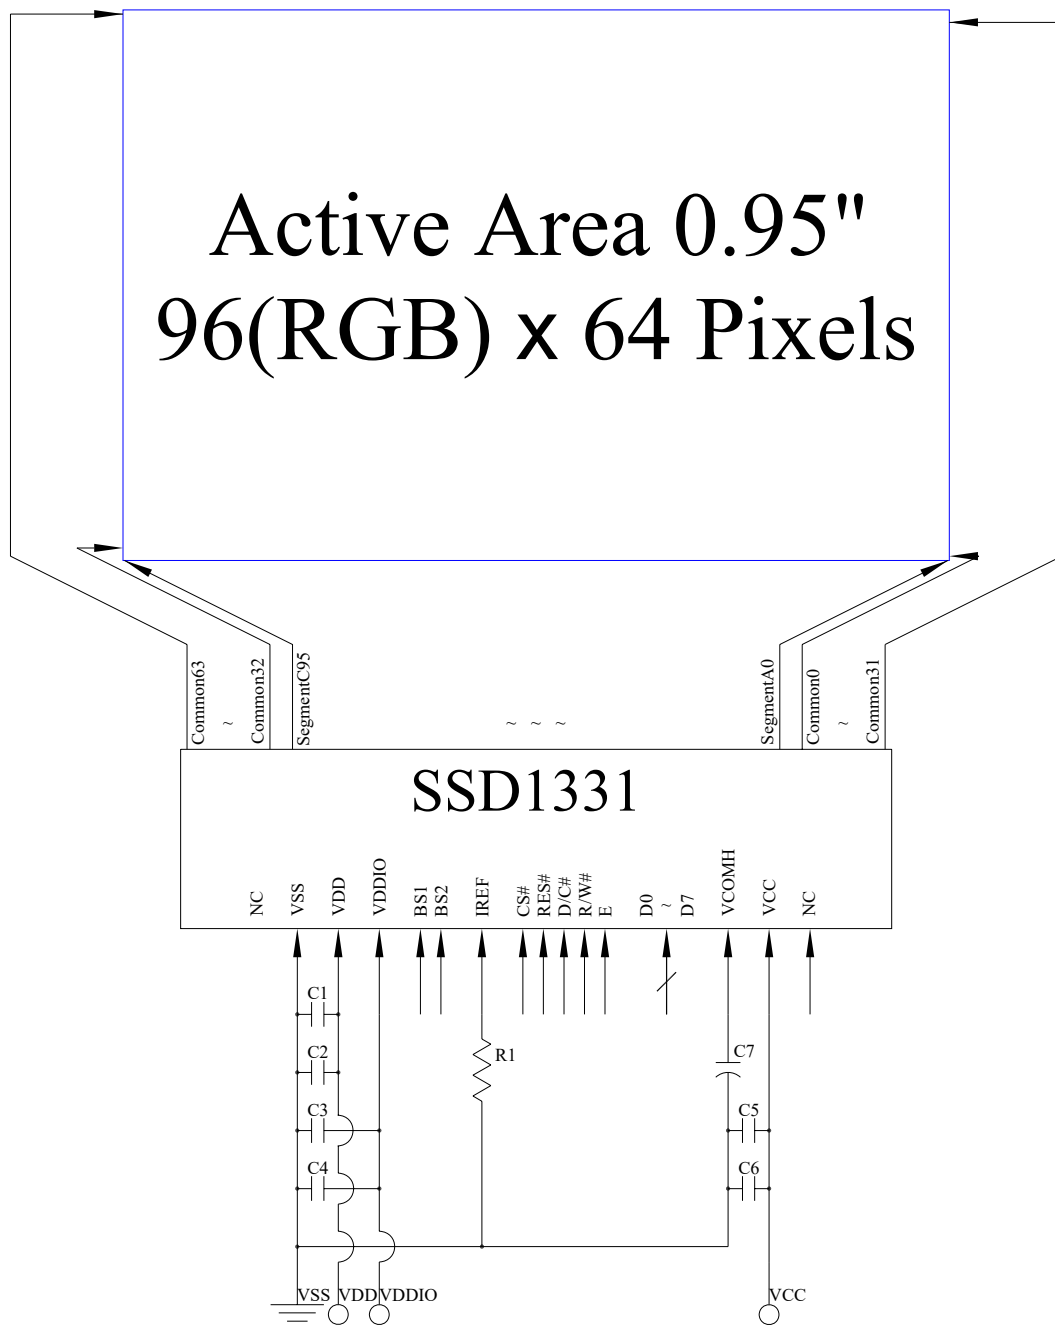 Active Area 0.95"
96(RGB) x 64 Pixels
Common63
~
Common32
SegmentC95
~ ~ ~
SegmentA0
Common0
~
Common31
SSD1331
NC
VSS
VDD
VDDIO
BS1
BS2
IREF
CS#
RES#
D/C#
R/W#
E
D0
~
D7
VCOMH
VCC
NC
C1
C2
R1
C7
C3
C5
C4
C6
VSS
VDD
VDDIO
VCC